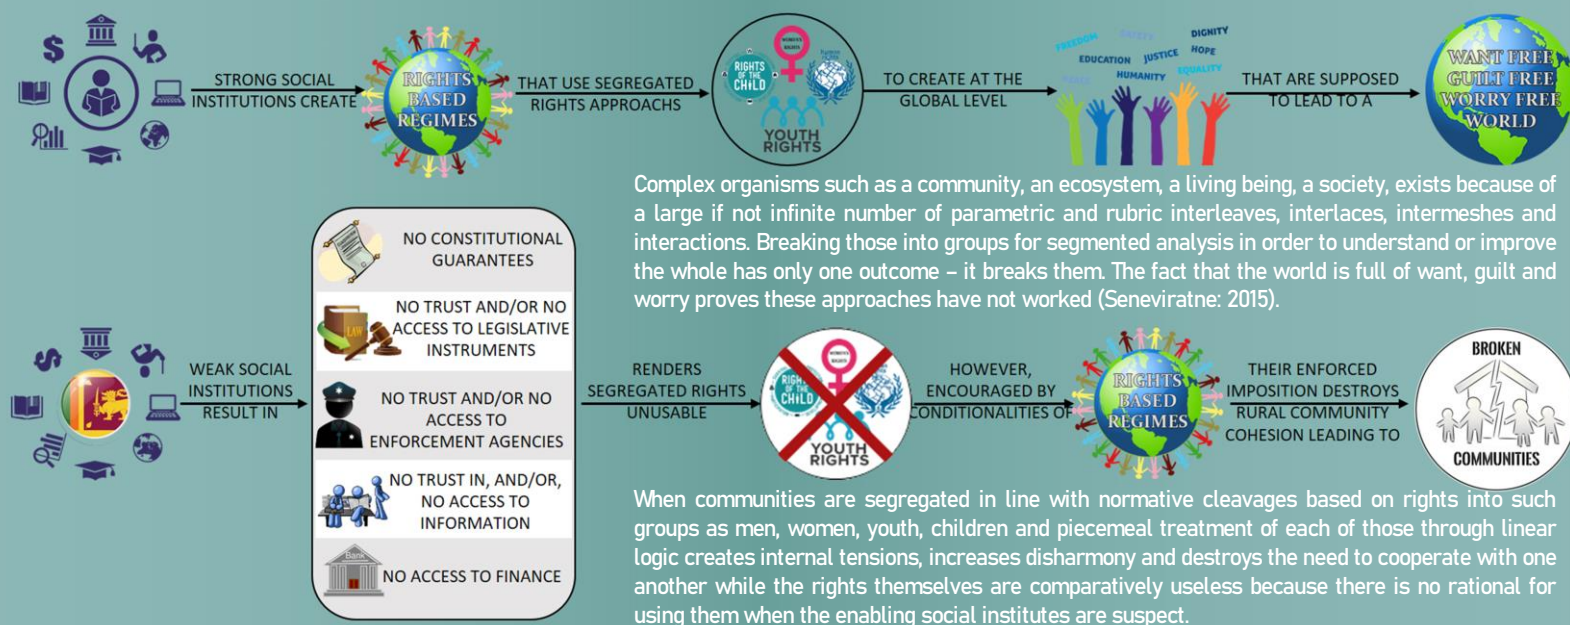 STRONG SOCIAL
INSTITUTIONS CREATE
RIGHTS
BASED
REGIMES
THAT USE SEGREGATED
RIGHTS APPROACHS
WOMEN'S
RIGHTS
RIGHTS
OF THE
CHILD
YOUTH
RIGHTS
TO CREATE AT THE
GLOBAL LEVEL
FREEDOM
SAFETY
DIGNITY
EDUCATION
JUSTICE
HOPE
PEACE
HUMANITY
EQUALITY
THAT ARE SUPPOSED
TO LEAD TO A
WANT FREE
GUILT FREE
WORRY FREE
WORLD
Complex organisms such as a community, an ecosystem, a living being, a society, exists because of
a large if not infinite number of parametric and rubric interleaves, interlaces, intermeshes and
interactions. Breaking those into groups for segmented analysis in order to understand or improve
the whole has only one outcome – it breaks them. The fact that the world is full of want, guilt and
worry proves these approaches have not worked (Seneviratne: 2015).
WEAK SOCIAL
INSTITUTIONS
RESULT IN
NO CONSTITUTIONAL
GUARANTEES
LAW
NO TRUST AND/OR NO
ACCESS TO LEGISLATIVE
INSTRUMENTS
NO TRUST AND/OR NO
ACCESS TO
ENFORCEMENT AGENCIES
NO TRUST IN, AND/OR,
NO ACCESS TO
INFORMATION
Bank
NO ACCESS TO FINANCE
RENDERS
SEGREGATED RIGHTS
UNUSABLE
WOMEN'S
RIGHTS
CHILD
YOUTH
RIGHTS
HOWEVER,
ENCOURAGED BY
CONDITIONALITIES OF
RIGHTS
BASED
REGIMES
THEIR ENFORCED
IMPOSITION DESTROYS
RURAL COMMUNITY
COHESION LEADING TO
BROKEN
COMMUNITIES
When communities are segregated in line with normative cleavages based on rights into such
groups as men, women, youth, children and piecemeal treatment of each of those through linear
logic creates internal tensions, increases disharmony and destroys the need to cooperate with one
another while the rights themselves are comparatively useless because there is no rational for
using them when the enabling social institutes are suspect.